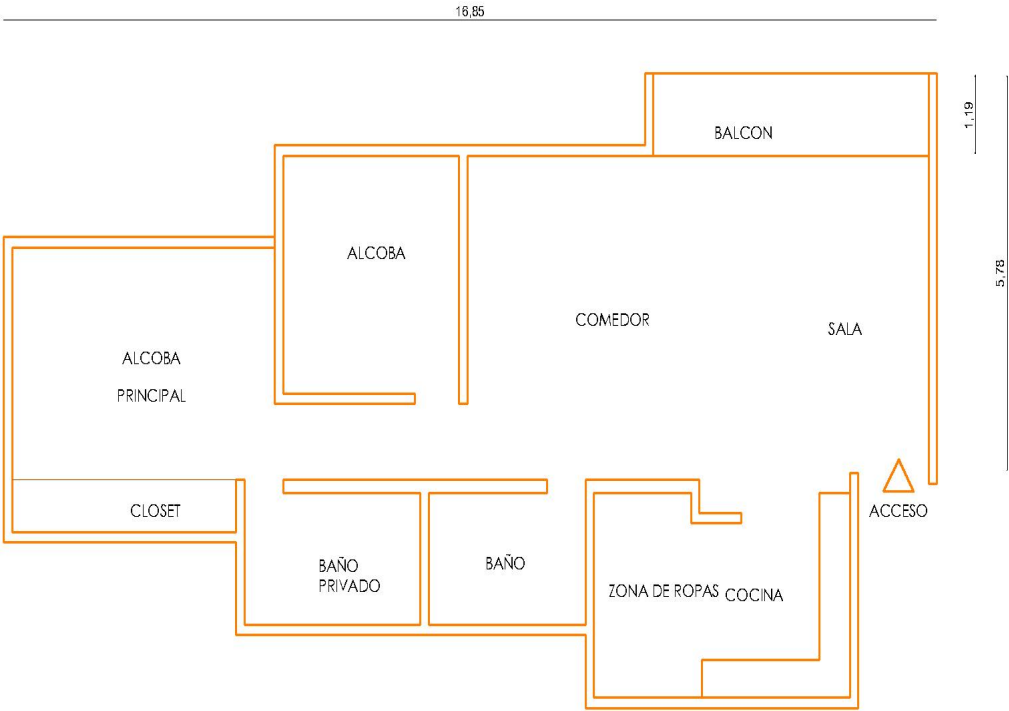 16,85
1,19
BALCON
ALCOBA
5,78
COMEDOR
SALA
ALCOBA
PRINCIPAL
CLOSET
ACCESO
BAÑO
PRIVADO
BAÑO
ZONA DE ROPAS
COCINA